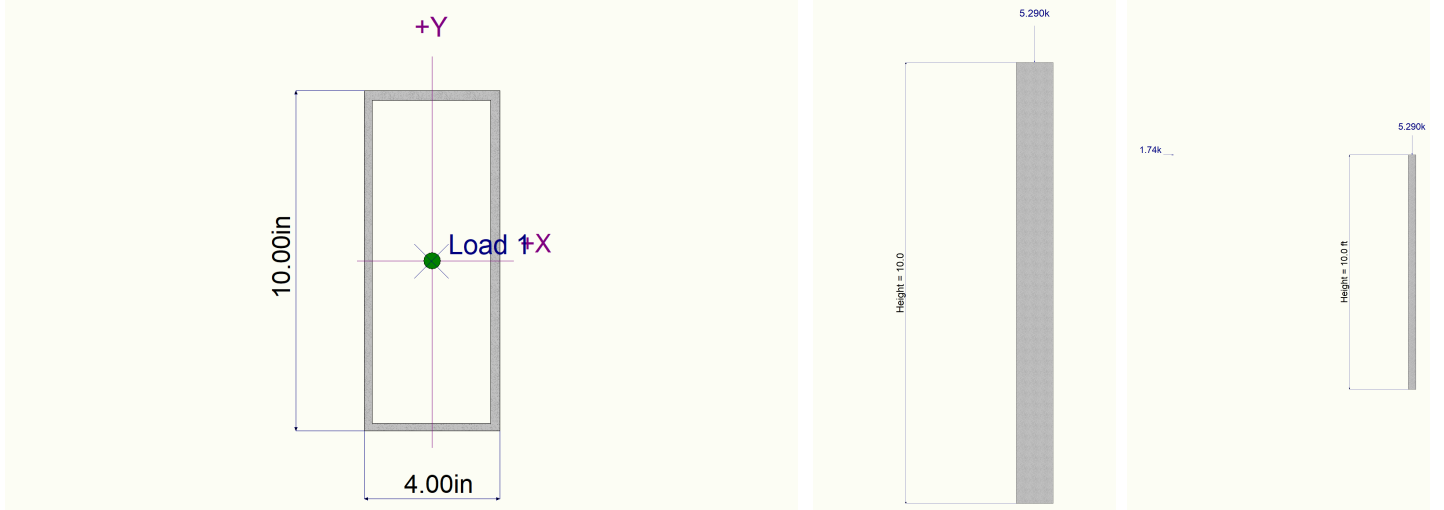 +Y
10.00in
Load 1
+X
4.00in
5.290k
Height = 10.0
1.74k
5.290k
Height = 10.0 ft